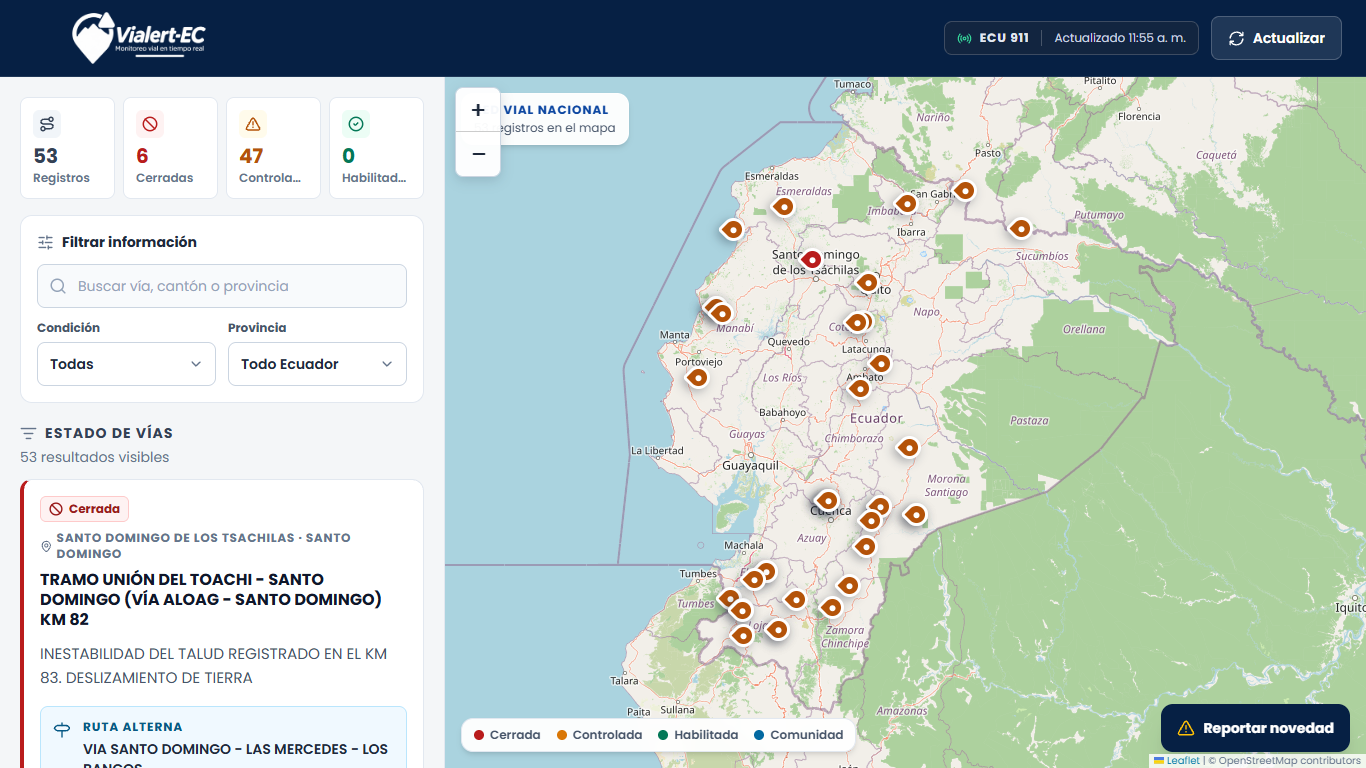 Vialert-EC
Monitoreo vial en tiempo real
ECU 911
Actualizado 11:55 a. m.
Actualizar
53
Registros
6
Cerradas
47
Controla...
0
Habilitad...
Filtrar información
Buscar vía, cantón o provincia
Condición
Provincia
Todas
Todo Ecuador
ESTADO DE VÍAS
53 resultados visibles
Cerrada
SANTO DOMINGO DE LOS TSACHILAS · SANTO
DOMINGO
TRAMO UNIÓN DEL TOACHI - SANTO
DOMINGO (VÍA ALOAG - SANTO DOMINGO)
KM 82
INESTABILIDAD DEL TALUD REGISTRADO EN EL KM
83. DESLIZAMIENTO DE TIERRA
RUTA ALTERNA
VIA SANTO DOMINGO - LAS MERCEDES - LOS
BANCOS
+
−
VIAL NACIONAL
egistros en el mapa
Tumaco
Pitalito
Nariño
Florencia
Pasto
Caquetá
Esmeraldas
Esmeraldas
San Gabr
Imbab
Putumayo
Ibarra
Sucumbíos
Santo Domingo
de los Tsáchilas
Quito
Napo
Manabí
Cot
Orellana
Manta
Quevedo
Latacunga
Portoviejo
Los Ríos
Ambato
Babahoyo
Ecuador
Pastaza
Guayas
Chimborazo
La Libertad
Guayaquil
Morona
Santiago
Cuenca
Azuay
Machala
Tumbes
Tumbes
Iquito
Loja
Zamora
Chinchipe
Talara
Paita
Sullana
Amazonas
Jaén
Cerrada
Controlada
Habilitada
Comunidad
Reportar novedad
Leaflet | © OpenStreetMap contributors